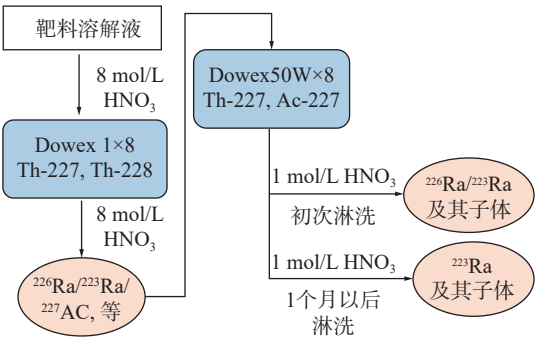 靶料溶解液
8 mol/L
HNO₃
Dowex 1×8
Th-227, Th-228
8 mol/L
HNO₃
²²⁶Ra/²²³Ra/
²²⁷AC, 等
Dowex50W×8
Th-227, Ac-227
1 mol/L HNO₃
初次淋洗
²²⁶Ra/²²³Ra
及其子体
1 mol/L HNO₃
1个月以后
淋洗
²²³Ra
及其子体